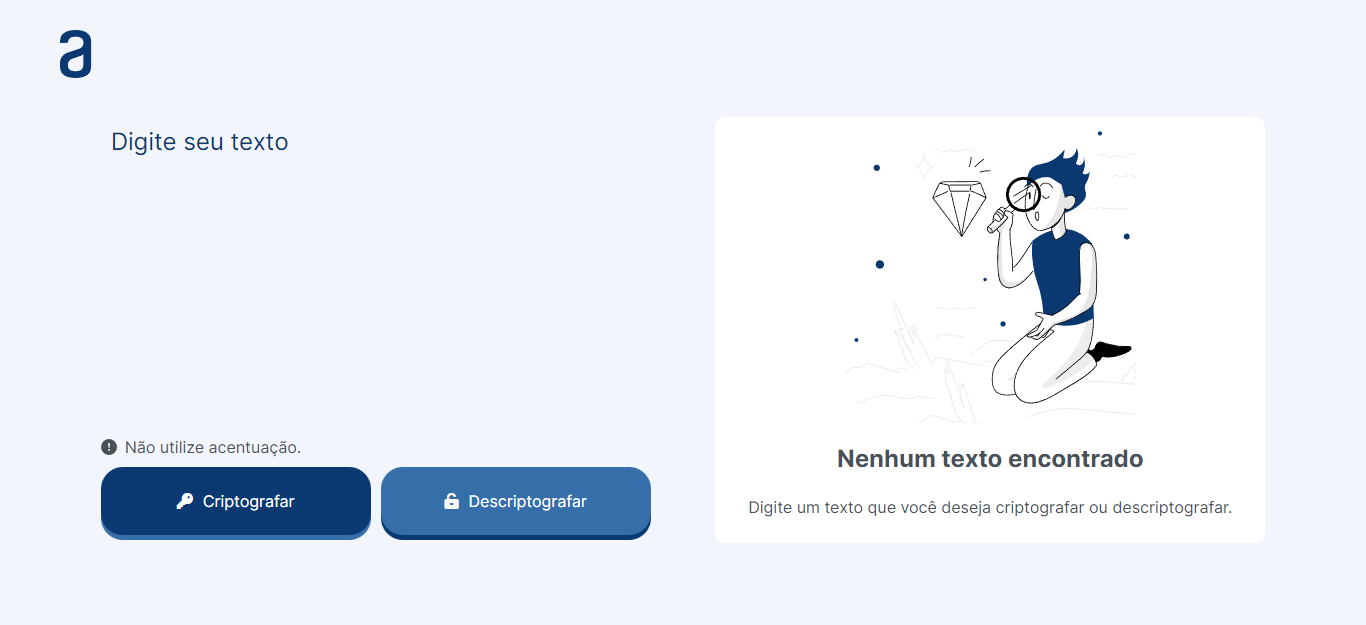 a
Digite seu texto
Não utilize acentuação.
Criptografar
Descriptografar
Nenhum texto encontrado
Digite um texto que você deseja criptografar ou descriptografar.